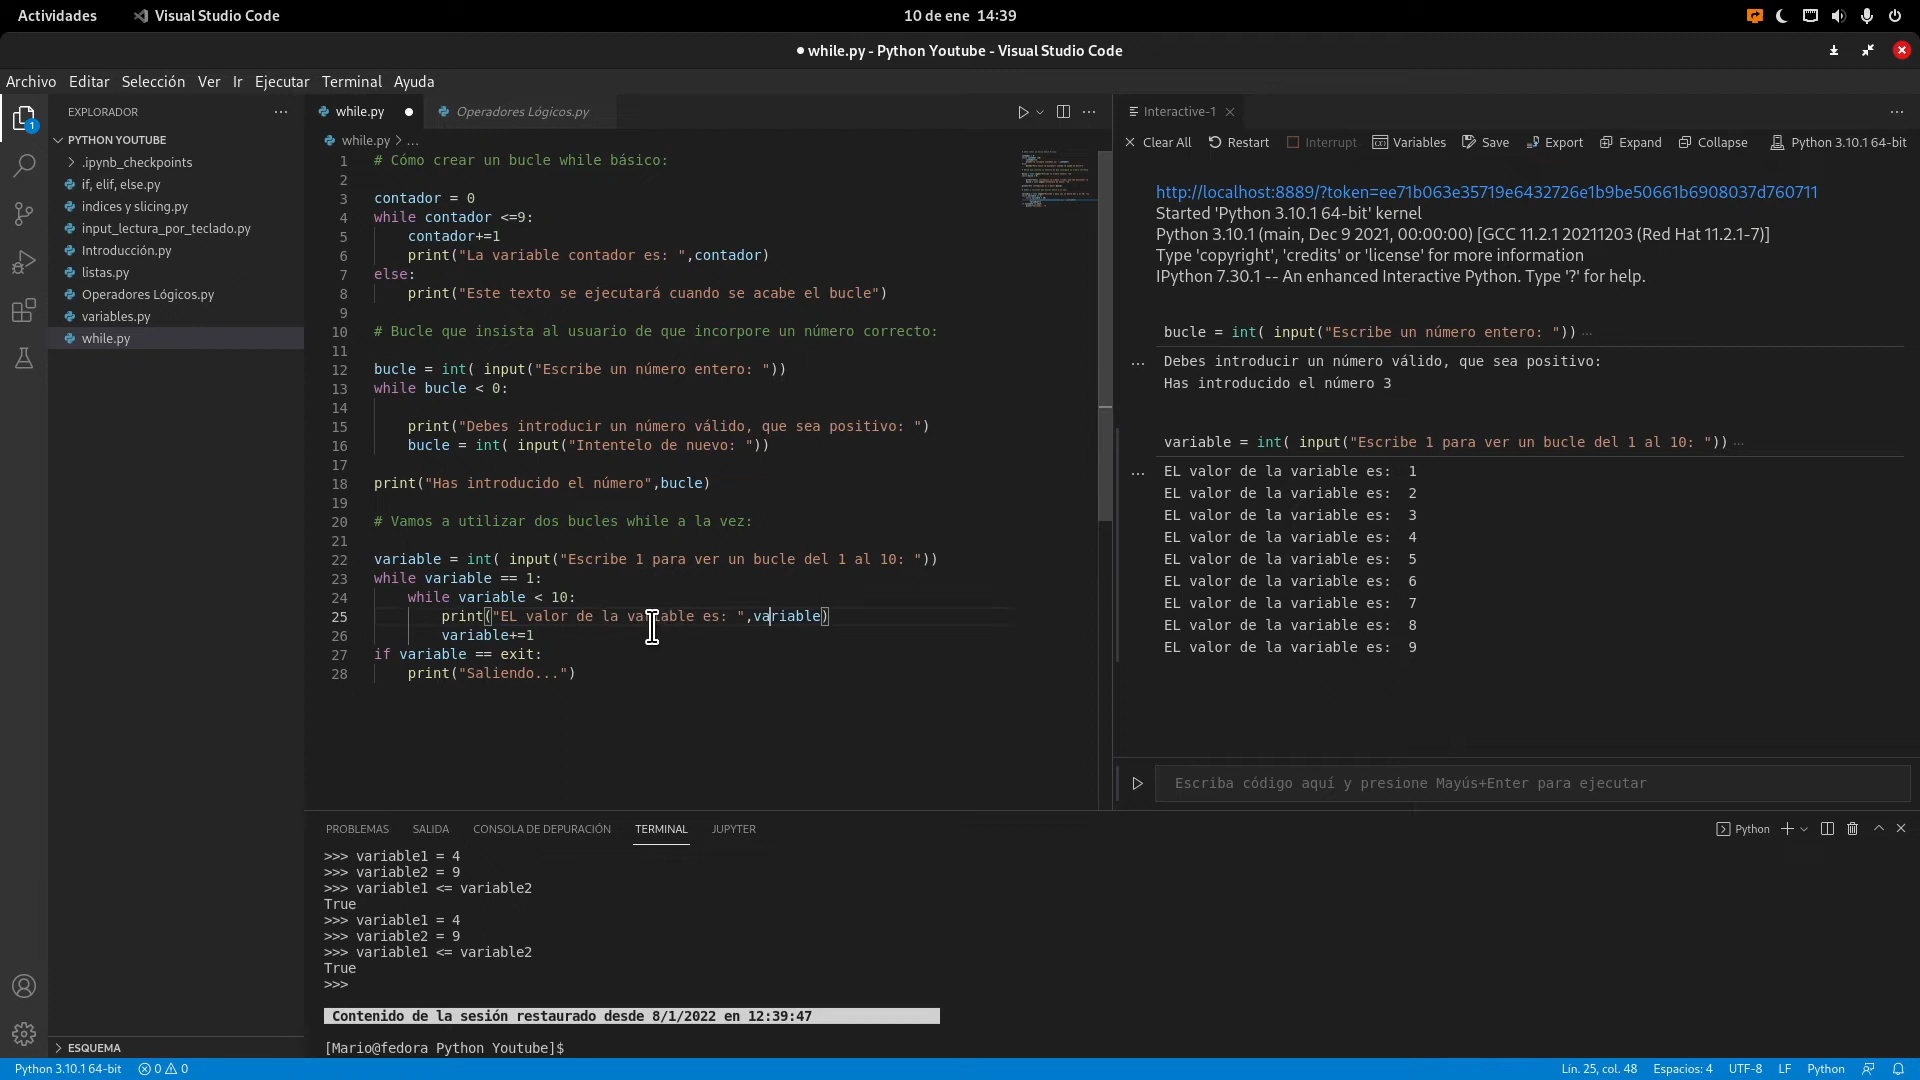 Actividades
Visual Studio Code
10 de ene 14:39
● while.py - Python Youtube - Visual Studio Code
Archivo Editar Selección Ver Ir Ejecutar Terminal Ayuda
EXPLORADOR
1
PYTHON YOUTUBE
.ipynb_checkpoints
if, elif, else.py
indices y slicing.py
input_lectura_por_teclado.py
Introducción.py
listas.py
Operadores Lógicos.py
variables.py
while.py
ESQUEMA
while.py
Operadores Lógicos.py
while.py > ...
1 # Cómo crear un bucle while básico:
2
3 contador = 0
4 while contador <=9:
5 contador+=1
6 print("La variable contador es: ",contador)
7 else:
8 print("Este texto se ejecutará cuando se acabe el bucle")
9
10 # Bucle que insista al usuario de que incorpore un número correcto:
11
12 bucle = int( input("Escribe un número entero: "))
13 while bucle < 0:
14
15 print("Debes introducir un número válido, que sea positivo: ")
16 bucle = int( input("Intentelo de nuevo: "))
17
18 print("Has introducido el número",bucle)
19
20 # Vamos a utilizar dos bucles while a la vez:
21
22 variable = int( input("Escribe 1 para ver un bucle del 1 al 10: "))
23 while variable == 1:
24 while variable < 10:
25 print("EL valor de la variable es: ",variable)
26 variable+=1
27 if variable == exit:
28 print("Saliendo...")
Interactive-1
Clear All Restart Interrupt Variables Save Export Expand Collapse Python 3.10.1 64-bit
http://localhost:8889/?token=ee71b063e35719e6432726e1b9be50661b6908037d760711
Started 'Python 3.10.1 64-bit' kernel
Python 3.10.1 (main, Dec 9 2021, 00:00:00) [GCC 11.2.1 20211203 (Red Hat 11.2.1-7)]
Type 'copyright', 'credits' or 'license' for more information
IPython 7.30.1 -- An enhanced Interactive Python. Type '?' for help.
bucle = int( input("Escribe un número entero: ")) ...
Debes introducir un número válido, que sea positivo:
Has introducido el número 3
variable = int( input("Escribe 1 para ver un bucle del 1 al 10: ")) ...
EL valor de la variable es: 1
EL valor de la variable es: 2
EL valor de la variable es: 3
EL valor de la variable es: 4
EL valor de la variable es: 5
EL valor de la variable es: 6
EL valor de la variable es: 7
EL valor de la variable es: 8
EL valor de la variable es: 9
Escriba código aquí y presione Mayús+Enter para ejecutar
PROBLEMAS SALIDA CONSOLA DE DEPURACIÓN TERMINAL JUPYTER
Python
>>> variable1 = 4
>>> variable2 = 9
>>> variable1 <= variable2
True
>>> variable1 = 4
>>> variable2 = 9
>>> variable1 <= variable2
True
>>>
Contenido de la sesión restaurado desde 8/1/2022 en 12:39:47
[Mario@fedora Python Youtube]$
Python 3.10.1 64-bit 0 0
Lín. 25, col. 48 Espacios: 4 UTF-8 LF Python